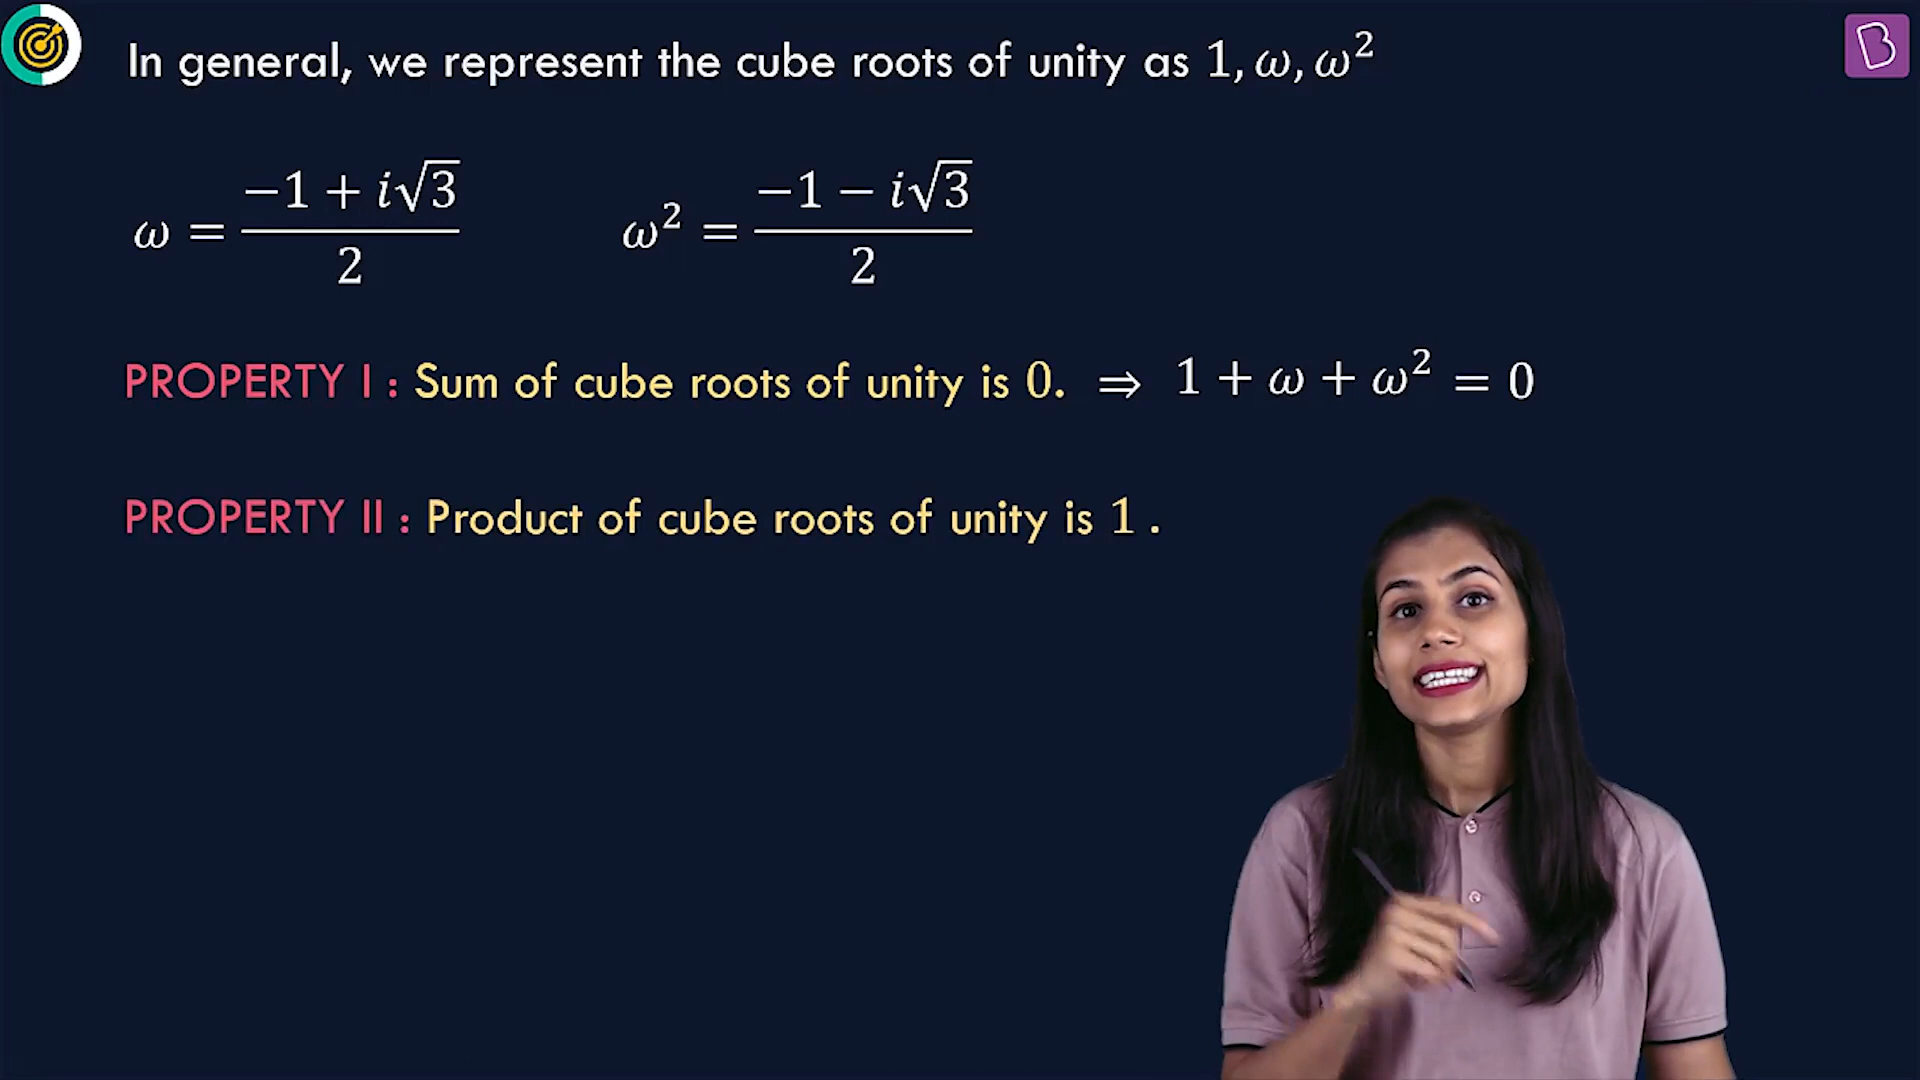 In general, we represent the cube roots of unity as 1, ω, ω²
ω = (−1 + i√3)/2    ω² = (−1 − i√3)/2
PROPERTY I : Sum of cube roots of unity is 0. ⇒ 1 + ω + ω² = 0
PROPERTY II : Product of cube roots of unity is 1 .